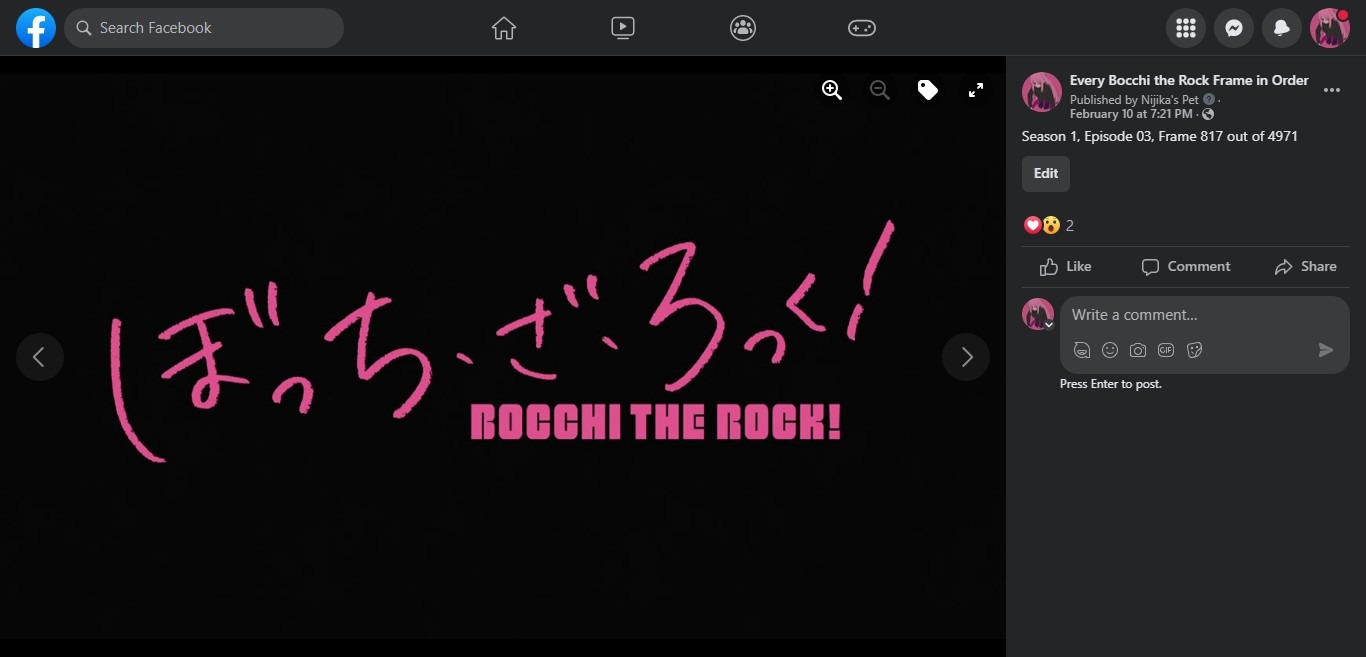 Search Facebook
ぼっち・ざ・ろっく!
BOCCHI THE ROCK!
Every Bocchi the Rock Frame in Order
Published by Nijika's Pet ·
February 10 at 7:21 PM ·
Season 1, Episode 03, Frame 817 out of 4971
Edit
2
Like Comment Share
Write a comment...
GIF
Press Enter to post.